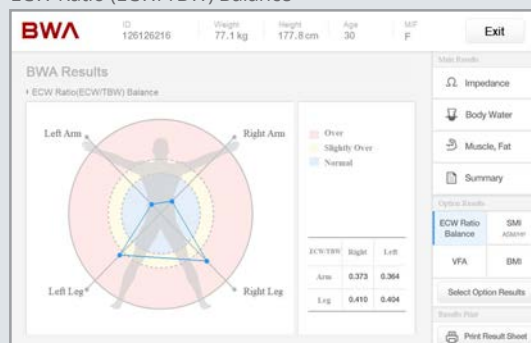 ECW Ratio (ECW/TBW) Balance
BWA
ID
126126216
Weight
77.1 kg
Height
177.8 cm
Age
30
M/F
F
Exit
BWA Results
ECW Ratio(ECW/TBW) Balance
Left Arm
Right Arm
Left Leg
Right Leg
Over
Slightly Over
Normal
ECW/TBW Right Left
Arm 0.373 0.364
Leg 0.410 0.404
Main Results
Impedance
Body Water
Muscle, Fat
Summary
Option Results
ECW Ratio
Balance
SMI
VFA
BMI
Select Option Results
Results Print
Print Result Sheet